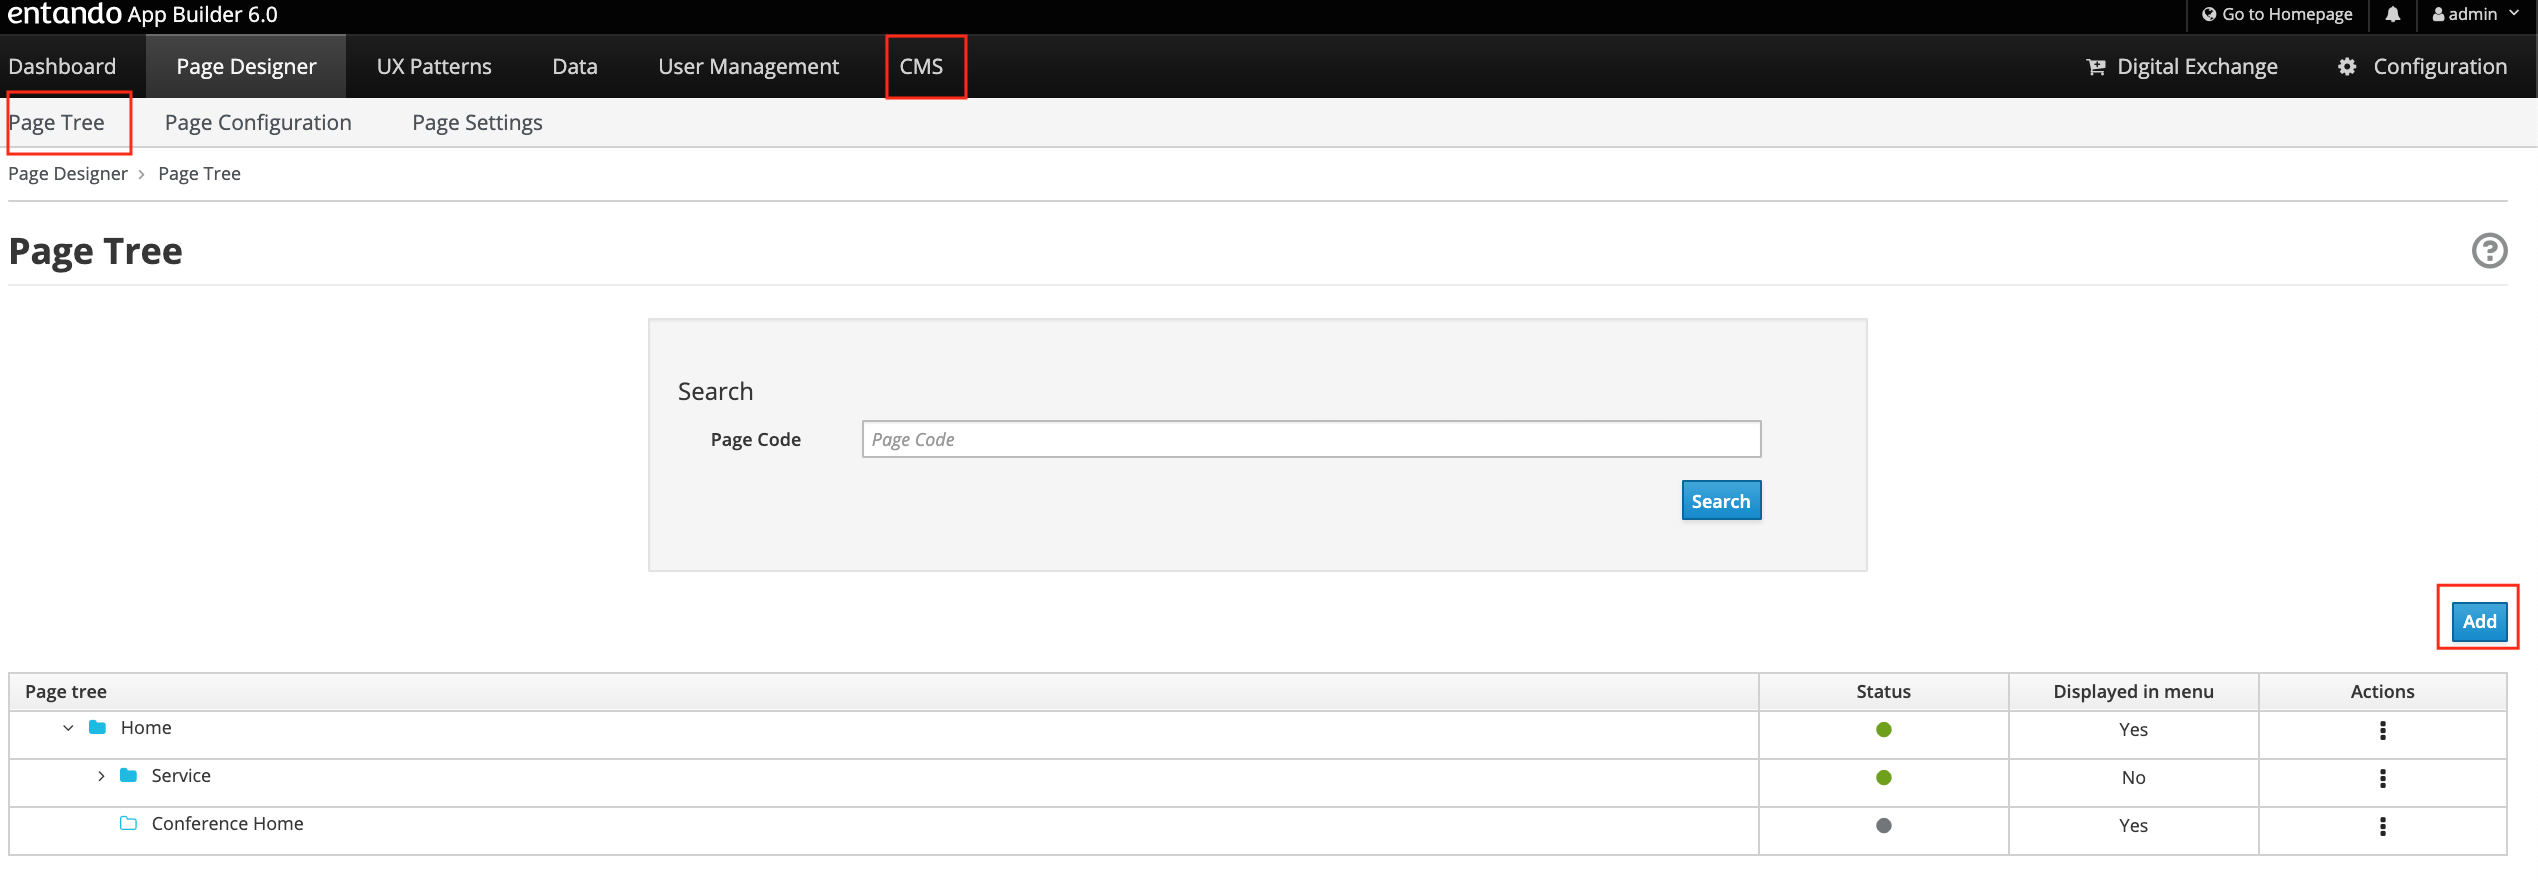 entando App Builder 6.0 Go to Homepage admin
Dashboard Page Designer UX Patterns Data User Management CMS Digital Exchange Configuration
Page Tree Page Configuration Page Settings
Page Designer › Page Tree
Page Tree
Search
Page Code Page Code
Search
Add
Page tree Status Displayed in menu Actions
Home Yes
Service No
Conference Home Yes